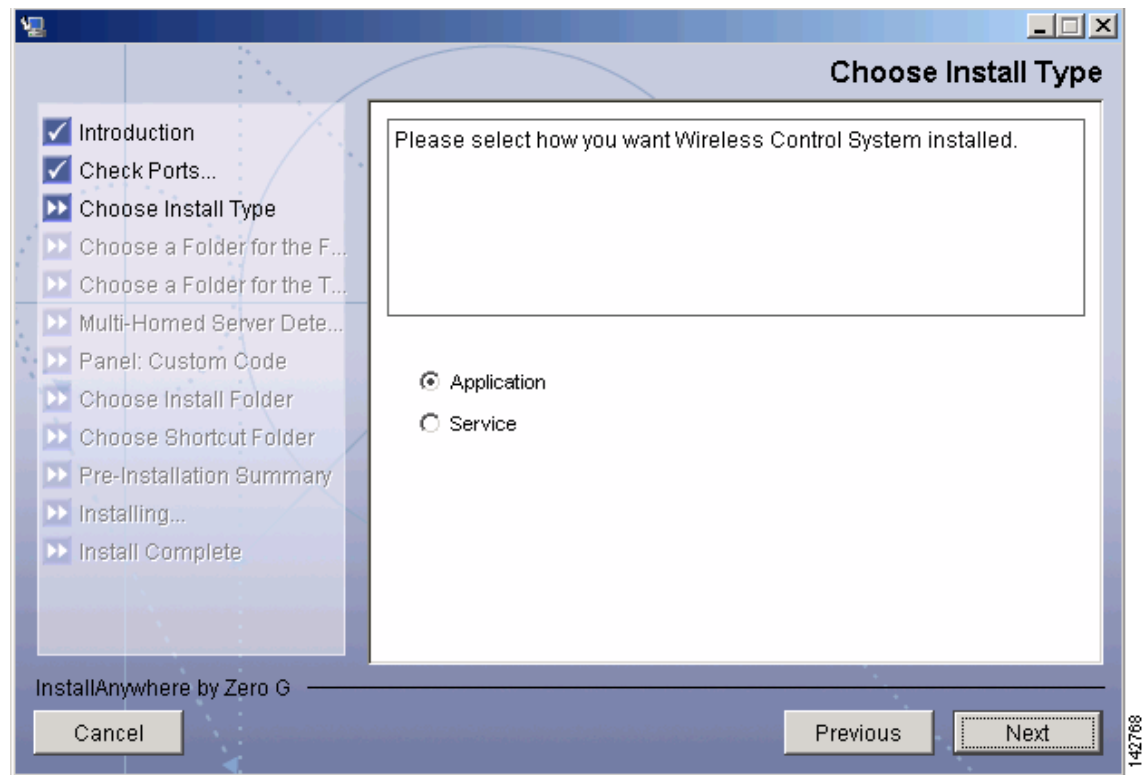 Choose Install Type
Introduction
Check Ports...
Choose Install Type
Choose a Folder for the F...
Choose a Folder for the T...
Multi-Homed Server Dete...
Panel: Custom Code
Choose Install Folder
Choose Shortcut Folder
Pre-Installation Summary
Installing...
Install Complete
Please select how you want Wireless Control System installed.
Application
Service
InstallAnywhere by Zero G
Cancel
Previous
Next
142768